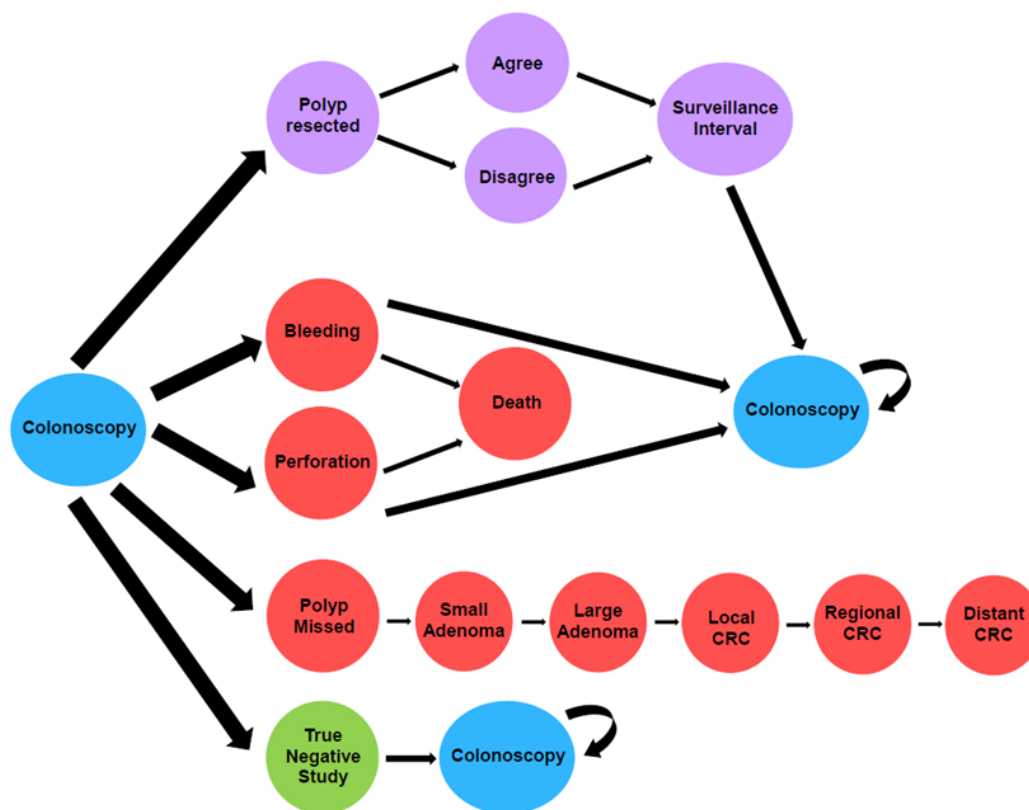 Agree
Polyp
resected
Surveillance
Interval
Disagree
Bleeding
Death
Colonoscopy
Colonoscopy
Perforation
Polyp
Missed
Small
Adenoma
Large
Adenoma
Local
CRC
Regional
CRC
Distant
CRC
True
Negative
Study
Colonoscopy